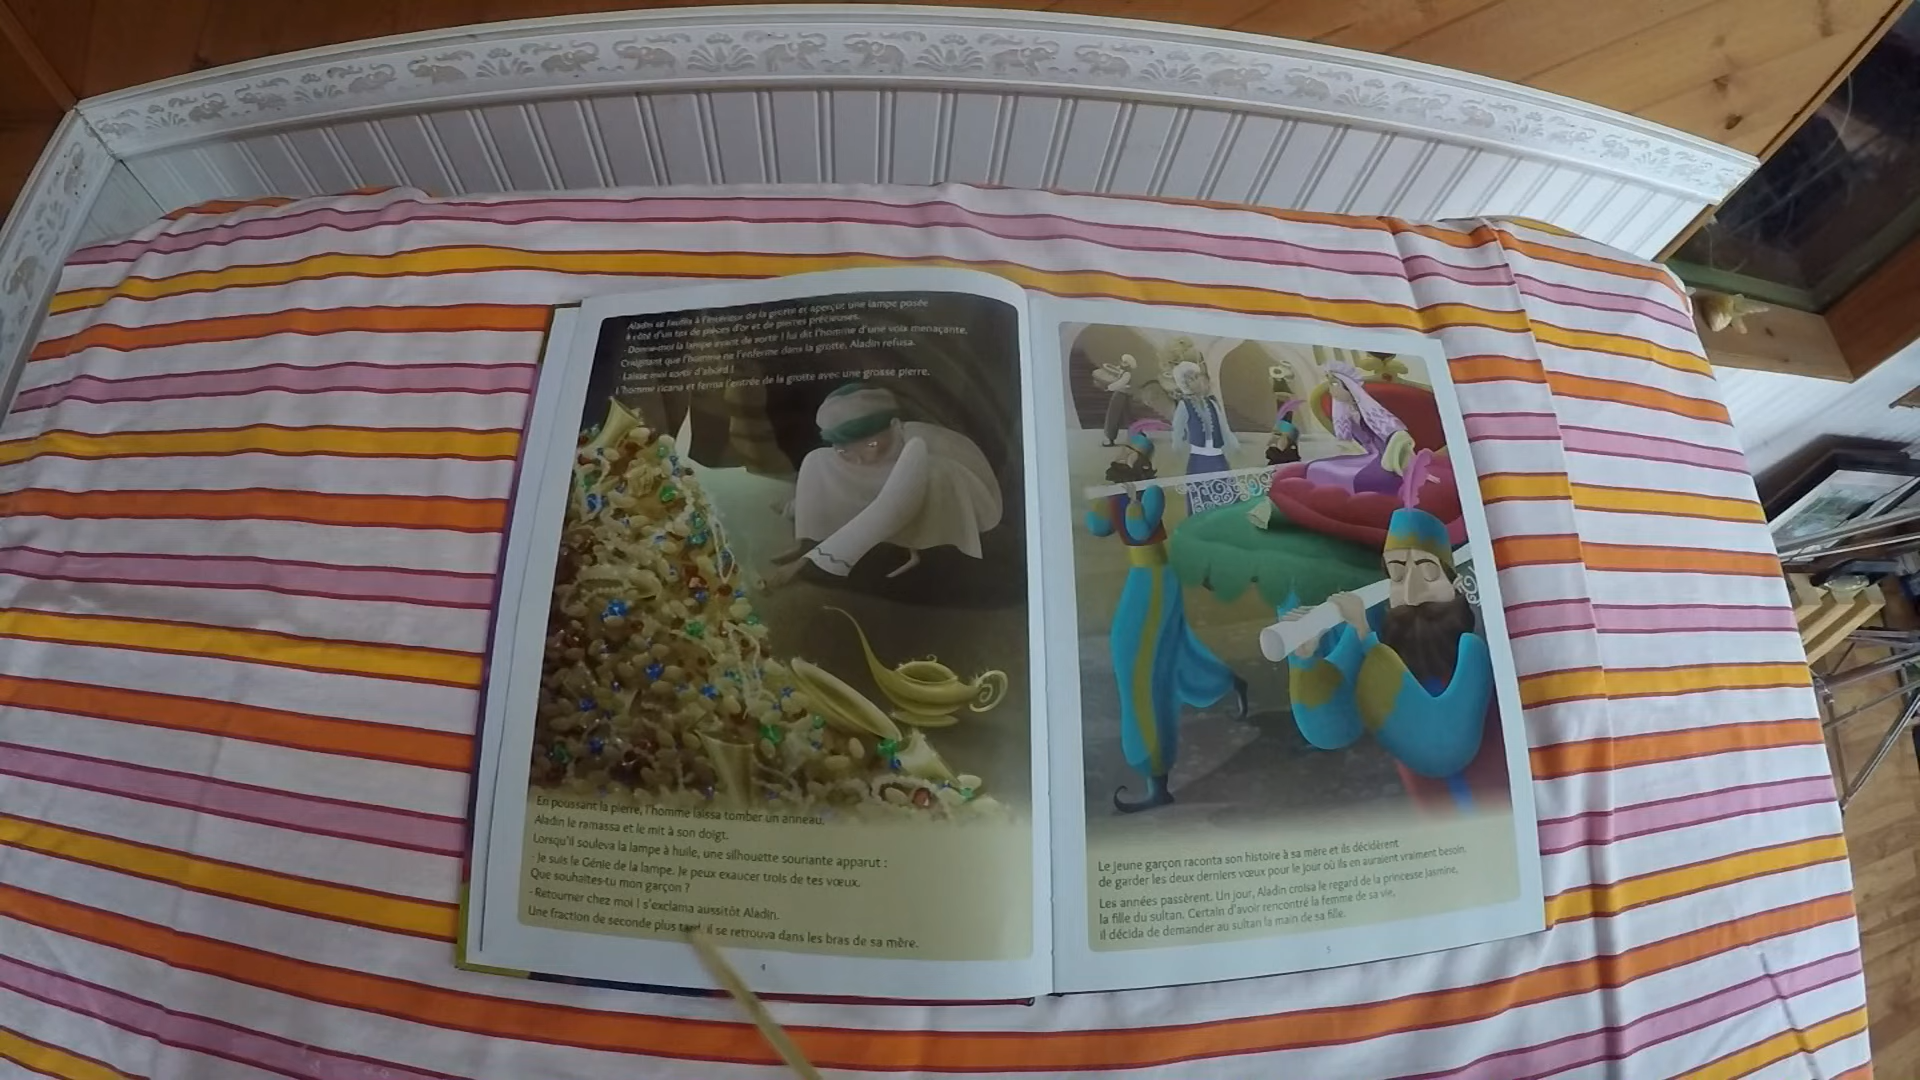 Aladin se faufila à l'intérieur de la grotte et aperçut une lampe posée
à côté d'un tas de pièces d'or et de pierres précieuses.
- Donne-moi la lampe avant de sortir ! lui dit l'homme d'une voix menaçante.
Craignant que l'homme ne l'enferme dans la grotte, Aladin refusa.
- Laisse-moi sortir d'abord !
L'homme ricana et ferma l'entrée de la grotte avec une grosse pierre.
En poussant la pierre, l'homme laissa tomber un anneau.
Aladin le ramassa et le mit à son doigt.
Lorsqu'il souleva la lampe à huile, une silhouette souriante apparut :
- Je suis le Génie de la lampe. Je peux exaucer trois de tes vœux.
Que souhaites-tu mon garçon ?
- Retourner chez moi ! s'exclama aussitôt Aladin.
Une fraction de seconde plus tard, il se retrouva dans les bras de sa mère.
4
Le jeune garçon raconta son histoire à sa mère et ils décidèrent
de garder les deux derniers vœux pour le jour où ils en auraient vraiment besoin.
Les années passèrent. Un jour, Aladin croisa le regard de la princesse Jasmine,
la fille du sultan. Certain d'avoir rencontré la femme de sa vie,
il décida de demander au sultan la main de sa fille.
5